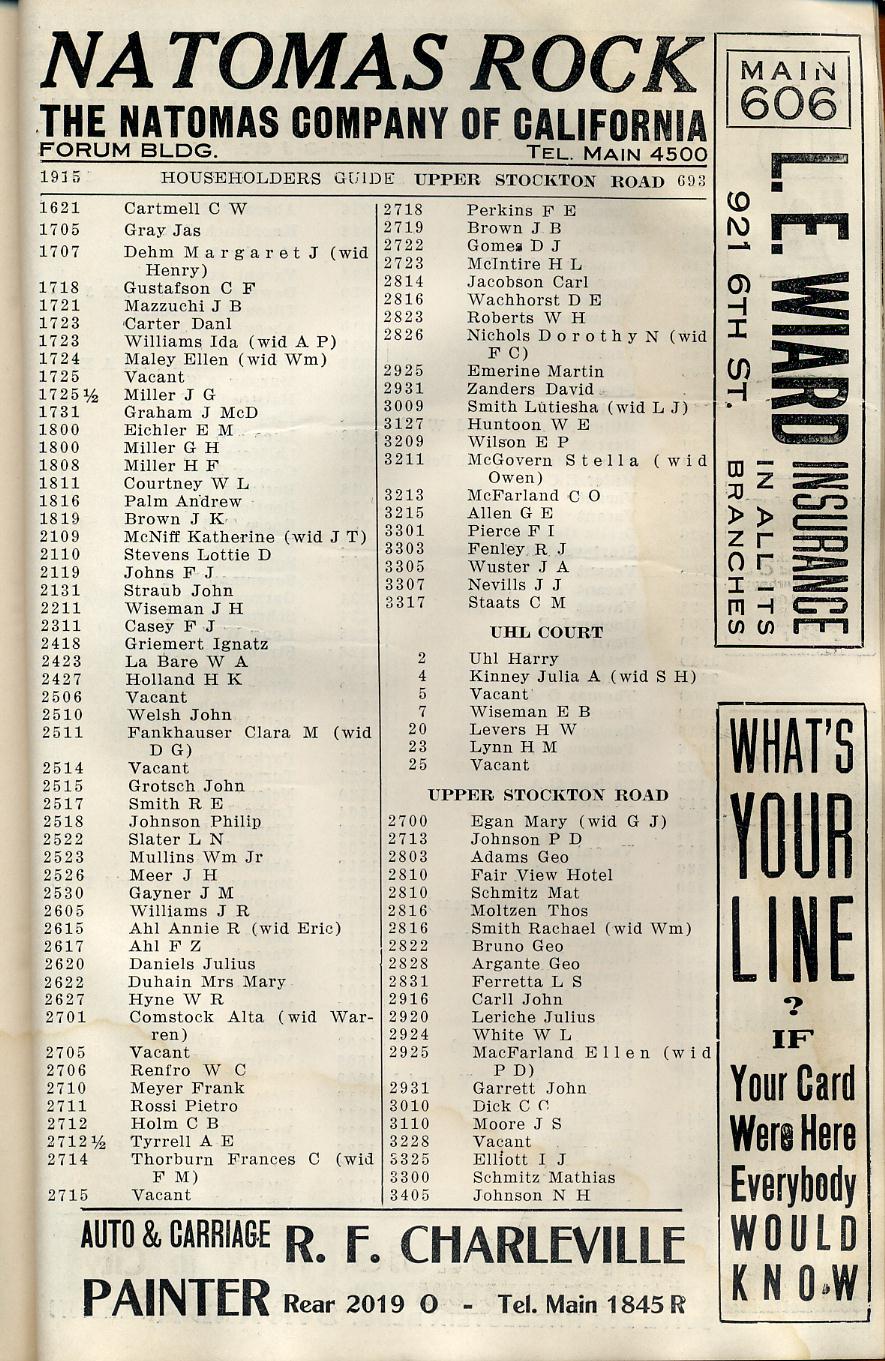 NATOMAS ROCK
THE NATOMAS COMPANY OF CALIFORNIA
FORUM BLDG. TEL. MAIN 4500
1915 HOUSEHOLDERS GUIDE UPPER STOCKTON ROAD 693
1621 Cartmell C W
1705 Gray Jas
1707 Dehm Margaret J (wid
Henry)
1718 Gustafson C F
1721 Mazzuchi J B
1723 Carter Danl
1723 Williams Ida (wid A P)
1724 Maley Ellen (wid Wm)
1725 Vacant
1725½ Miller J G
1731 Graham J McD
1800 Eichler E M
1800 Miller G H
1808 Miller H F
1811 Courtney W L
1816 Palm Andrew
1819 Brown J K
2109 McNiff Katherine (wid J T)
2110 Stevens Lottie D
2119 Johns F J
2131 Straub John
2211 Wiseman J H
2311 Casey F J
2418 Griemert Ignatz
2423 La Bare W A
2427 Holland H K
2506 Vacant
2510 Welsh John
2511 Fankhauser Clara M (wid
D G)
2514 Vacant
2515 Grotsch John
2517 Smith R E
2518 Johnson Philip
2522 Slater L N
2523 Mullins Wm Jr
2526 Meer J H
2530 Gayner J M
2605 Williams J R
2615 Ahl Annie R (wid Eric)
2617 Ahl F Z
2620 Daniels Julius
2622 Duhain Mrs Mary
2627 Hyne W R
2701 Comstock Alta (wid War-
ren)
2705 Vacant
2706 Renfro W C
2710 Meyer Frank
2711 Rossi Pietro
2712 Holm C B
2712½ Tyrrell A E
2714 Thorburn Frances C (wid
F M)
2715 Vacant
2718 Perkins F E
2719 Brown J B
2722 Gomes D J
2723 McIntire H L
2814 Jacobson Carl
2816 Wachhorst D E
2823 Roberts W H
2826 Nichols Dorothy N (wid
F C)
2925 Emerine Martin
2931 Zanders David
3009 Smith Lutiesha (wid L J)
3127 Huntoon W E
3209 Wilson E P
3211 McGovern Stella (wid
Owen)
3213 McFarland C O
3215 Allen G E
3301 Pierce F I
3303 Fenley R J
3305 Wuster J A
3307 Nevills J J
3317 Staats C M
UHL COURT
2 Uhl Harry
4 Kinney Julia A (wid S H)
5 Vacant
7 Wiseman E B
20 Levers H W
23 Lynn H M
25 Vacant
UPPER STOCKTON ROAD
2700 Egan Mary (wid G J)
2713 Johnson P D
2803 Adams Geo
2810 Fair View Hotel
2810 Schmitz Mat
2816 Moltzen Thos
2816 Smith Rachael (wid Wm)
2822 Bruno Geo
2828 Argante Geo
2831 Ferretta L S
2916 Carll John
2920 Leriche Julius
2924 White W L
2925 MacFarland Ellen (wid
P D)
2931 Garrett John
3010 Dick C C
3110 Moore J S
3228 Vacant
3325 Elliott I J
3300 Schmitz Mathias
3405 Johnson N H
MAIN
606
L. E. WIARD INSURANCE
921 6TH ST. IN ALL ITS
BRANCHES
WHAT'S
YOUR
LINE
?
IF
Your Card
Were Here
Everybody
WOULD
KNOW
AUTO & CARRIAGE R. F. CHARLEVILLE
PAINTER Rear 2019 O - Tel. Main 1845 R